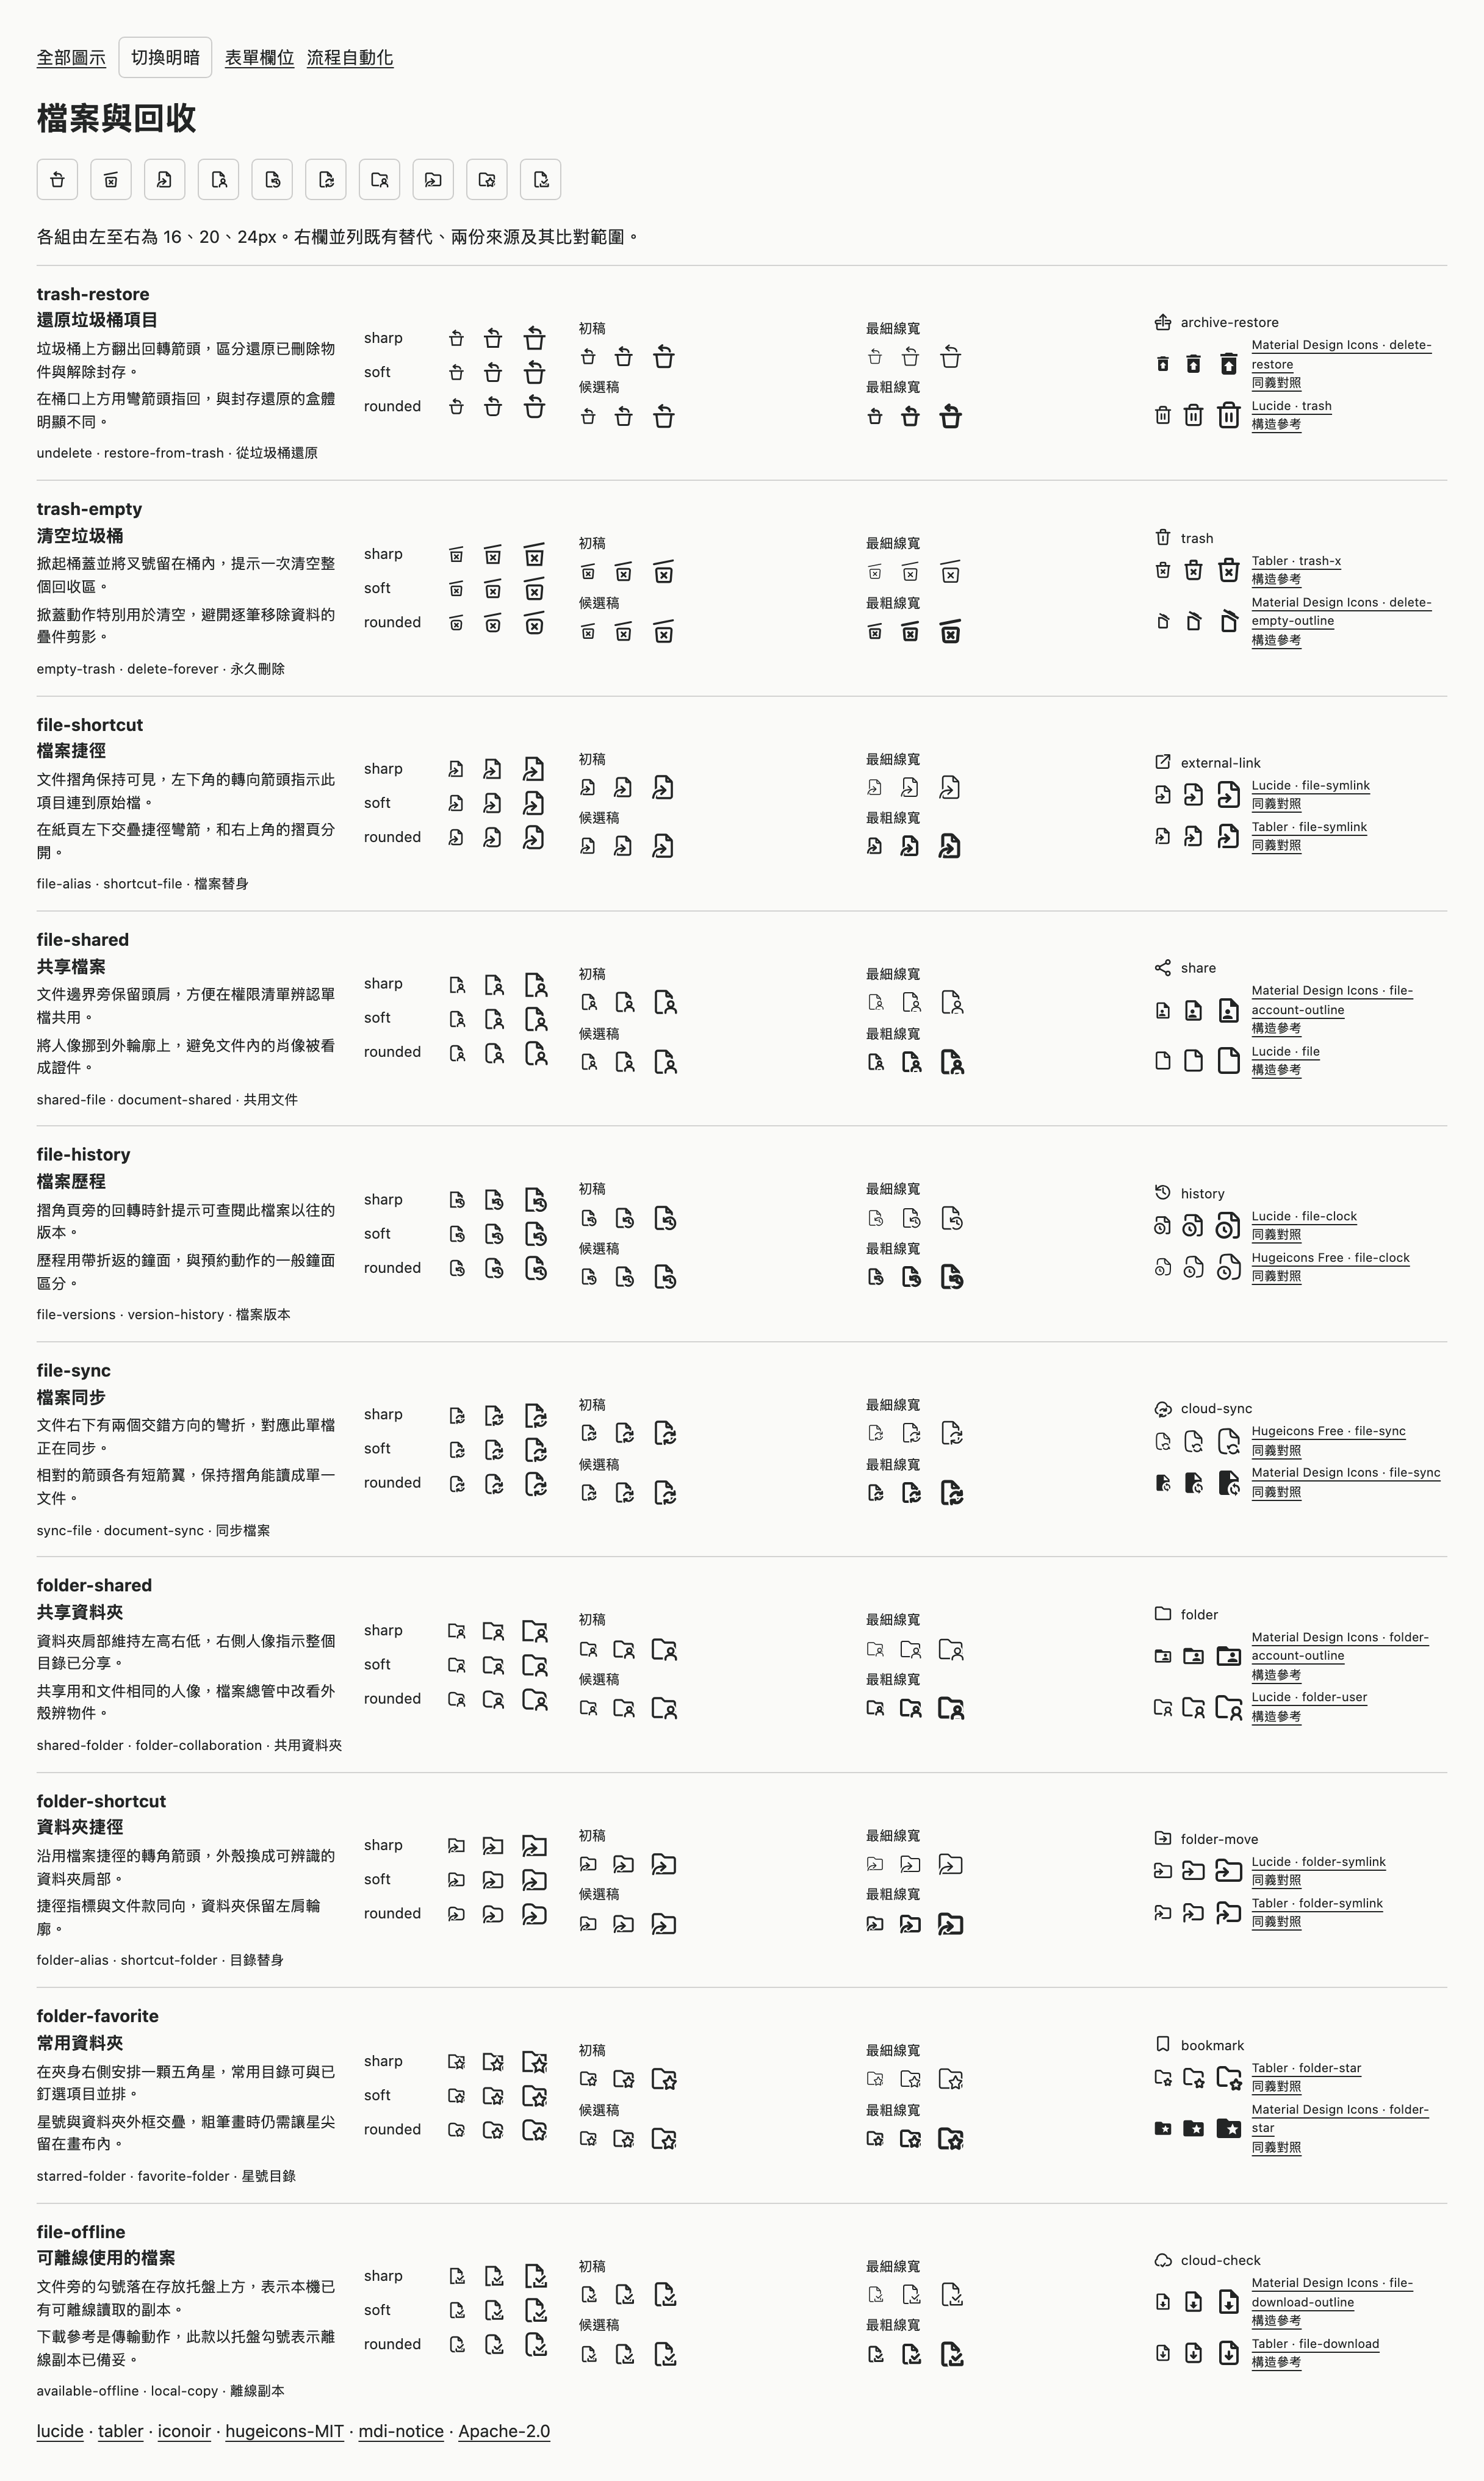 全部圖示 切換明暗 表單欄位 流程自動化
檔案與回收
各組由左至右為 16、20、24px。右欄並列既有替代、兩份來源及其比對範圍。
trash-restore
還原垃圾桶項目
垃圾桶上方翻出回轉箭頭，區分還原已刪除物
件與解除封存。
在桶口上方用彎箭頭指回，與封存還原的盒體
明顯不同。
undelete · restore-from-trash · 從垃圾桶還原
sharp
soft
rounded
初稿
候選稿
最細線寬
最粗線寬
archive-restore
Material Design Icons · delete-
restore
同義對照
Lucide · trash
構造參考
trash-empty
清空垃圾桶
掀起桶蓋並將叉號留在桶內，提示一次清空整
個回收區。
掀蓋動作特別用於清空，避開逐筆移除資料的
疊件剪影。
empty-trash · delete-forever · 永久刪除
sharp
soft
rounded
初稿
候選稿
最細線寬
最粗線寬
trash
Tabler · trash-x
構造參考
Material Design Icons · delete-
empty-outline
構造參考
file-shortcut
檔案捷徑
文件摺角保持可見，左下角的轉向箭頭指示此
項目連到原始檔。
在紙頁左下交疊捷徑彎箭，和右上角的摺頁分
開。
file-alias · shortcut-file · 檔案替身
sharp
soft
rounded
初稿
候選稿
最細線寬
最粗線寬
external-link
Lucide · file-symlink
同義對照
Tabler · file-symlink
同義對照
file-shared
共享檔案
文件邊界旁保留頭肩，方便在權限清單辨認單
檔共用。
將人像挪到外輪廓上，避免文件內的肖像被看
成證件。
shared-file · document-shared · 共用文件
sharp
soft
rounded
初稿
候選稿
最細線寬
最粗線寬
share
Material Design Icons · file-
account-outline
構造參考
Lucide · file
構造參考
file-history
檔案歷程
摺角頁旁的回轉時針提示可查閱此檔案以往的
版本。
歷程用帶折返的鐘面，與預約動作的一般鐘面
區分。
file-versions · version-history · 檔案版本
sharp
soft
rounded
初稿
候選稿
最細線寬
最粗線寬
history
Lucide · file-clock
同義對照
Hugeicons Free · file-clock
同義對照
file-sync
檔案同步
文件右下有兩個交錯方向的彎折，對應此單檔
正在同步。
相對的箭頭各有短箭翼，保持摺角能讀成單一
文件。
sync-file · document-sync · 同步檔案
sharp
soft
rounded
初稿
候選稿
最細線寬
最粗線寬
cloud-sync
Hugeicons Free · file-sync
同義對照
Material Design Icons · file-sync
同義對照
folder-shared
共享資料夾
資料夾肩部維持左高右低，右側人像指示整個
目錄已分享。
共享用和文件相同的人像，檔案總管中改看外
殼辨物件。
shared-folder · folder-collaboration · 共用資料夾
sharp
soft
rounded
初稿
候選稿
最細線寬
最粗線寬
folder
Material Design Icons · folder-
account-outline
構造參考
Lucide · folder-user
構造參考
folder-shortcut
資料夾捷徑
沿用檔案捷徑的轉角箭頭，外殼換成可辨識的
資料夾肩部。
捷徑指標與文件款同向，資料夾保留左肩輪
廓。
folder-alias · shortcut-folder · 目錄替身
sharp
soft
rounded
初稿
候選稿
最細線寬
最粗線寬
folder-move
Lucide · folder-symlink
同義對照
Tabler · folder-symlink
同義對照
folder-favorite
常用資料夾
在夾身右側安排一顆五角星，常用目錄可與已
釘選項目並排。
星號與資料夾外框交疊，粗筆畫時仍需讓星尖
留在畫布內。
starred-folder · favorite-folder · 星號目錄
sharp
soft
rounded
初稿
候選稿
最細線寬
最粗線寬
bookmark
Tabler · folder-star
同義對照
Material Design Icons · folder-
star
同義對照
file-offline
可離線使用的檔案
文件旁的勾號落在存放托盤上方，表示本機已
有可離線讀取的副本。
下載參考是傳輸動作，此款以托盤勾號表示離
線副本已備妥。
available-offline · local-copy · 離線副本
sharp
soft
rounded
初稿
候選稿
最細線寬
最粗線寬
cloud-check
Material Design Icons · file-
download-outline
構造參考
Tabler · file-download
構造參考
lucide · tabler · iconoir · hugeicons-MIT · mdi-notice · Apache-2.0